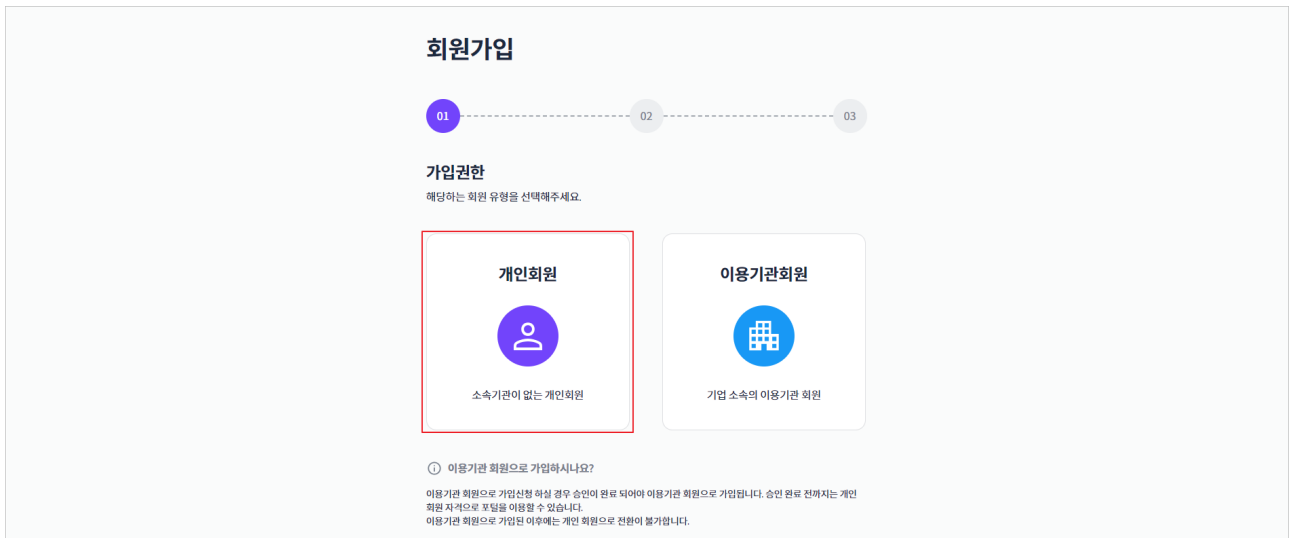 회원가입
01 02 03
가입권한
해당하는 회원 유형을 선택해주세요.
개인회원
소속기관이 없는 개인회원
이용기관회원
기업 소속의 이용기관 회원
이용기관 회원으로 가입하시나요?
이용기관 회원으로 가입신청 하실 경우 승인이 완료 되어야 이용기관 회원으로 가입됩니다. 승인 완료 전까지는 개인
회원 자격으로 포털을 이용할 수 있습니다.
이용기관 회원으로 가입된 이후에는 개인 회원으로 전환이 불가합니다.